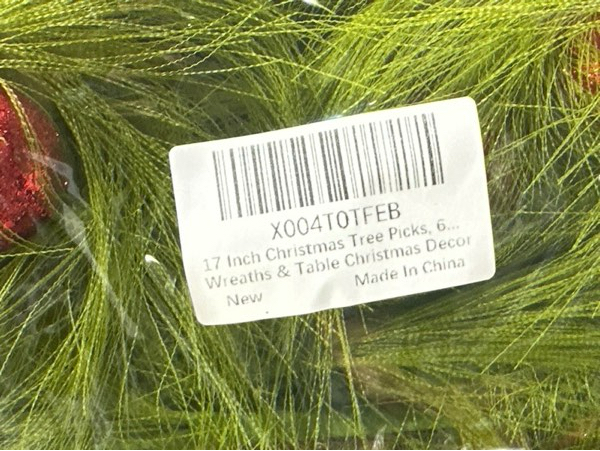 X004T0TFEB
17 Inch Christmas Tree Picks, 6...
Wreaths & Table Christmas Decor
New Made In China